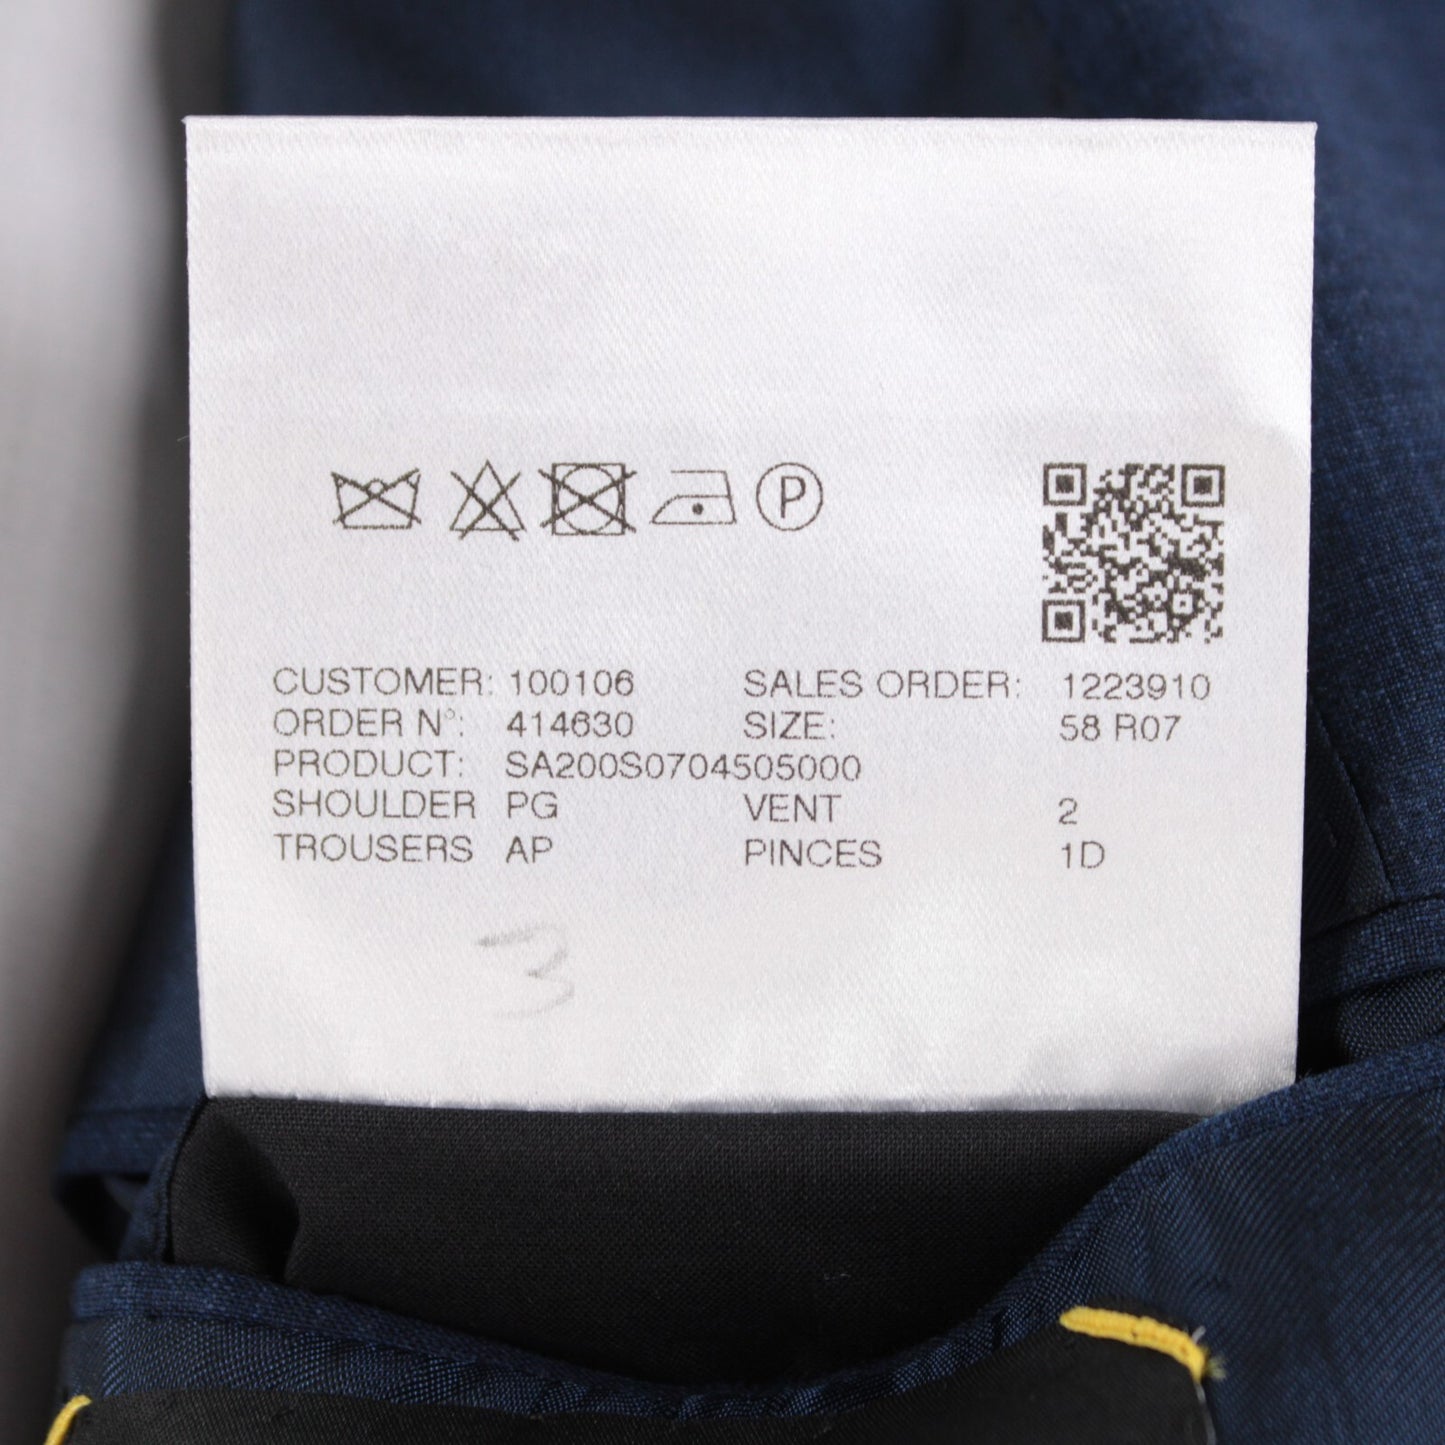 P
CUSTOMER: 100106 SALES ORDER: 1223910
ORDER N°: 414630 SIZE: 58 R07
PRODUCT: SA200S0704505000
SHOULDER PG VENT 2
TROUSERS AP PINCES 1D
3